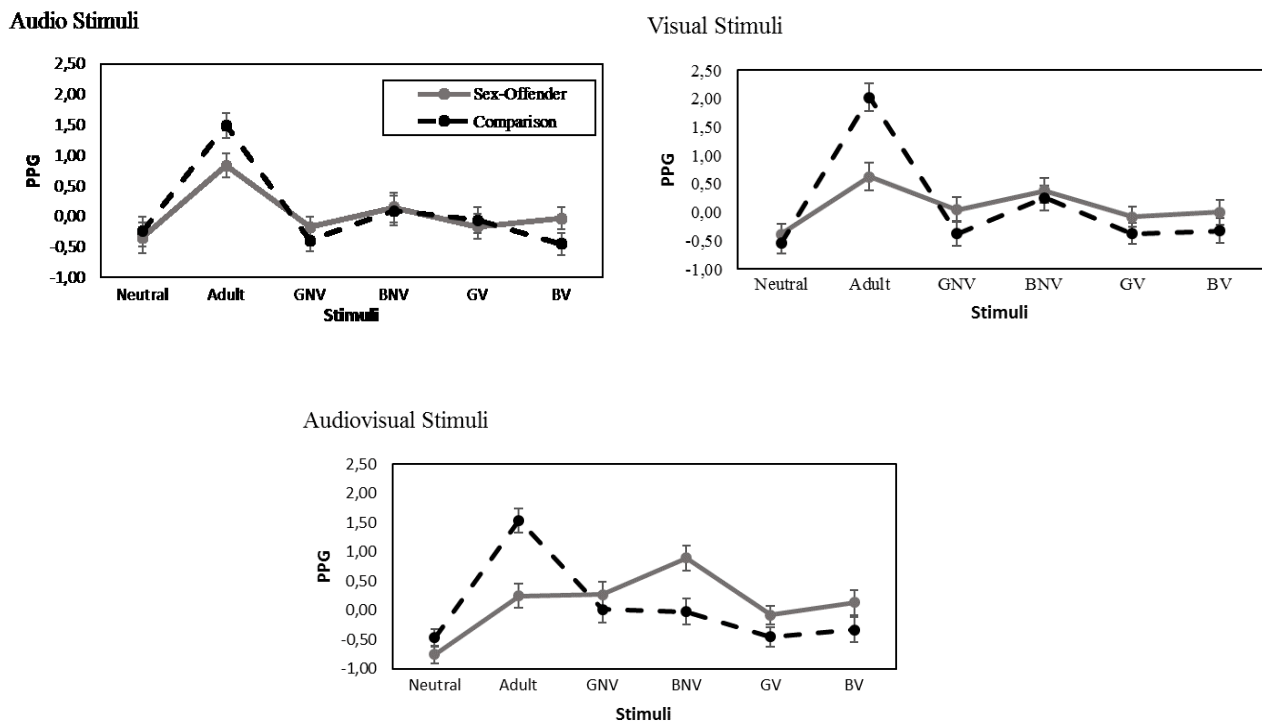 Audio Stimuli
2,50
2,00
1,50
1,00
0,50
0,00
-0,50
-1,00
PPG
Sex-Offender
Comparison
Neutral Adult GNV BNV GV BV
Stimuli
Visual Stimuli
2,50
2,00
1,50
1,00
0,50
0,00
-0,50
-1,00
PPG
Neutral Adult GNV BNV GV BV
Stimuli
Audiovisual Stimuli
2,50
2,00
1,50
1,00
0,50
0,00
-0,50
-1,00
PPG
Neutral Adult GNV BNV GV BV
Stimuli